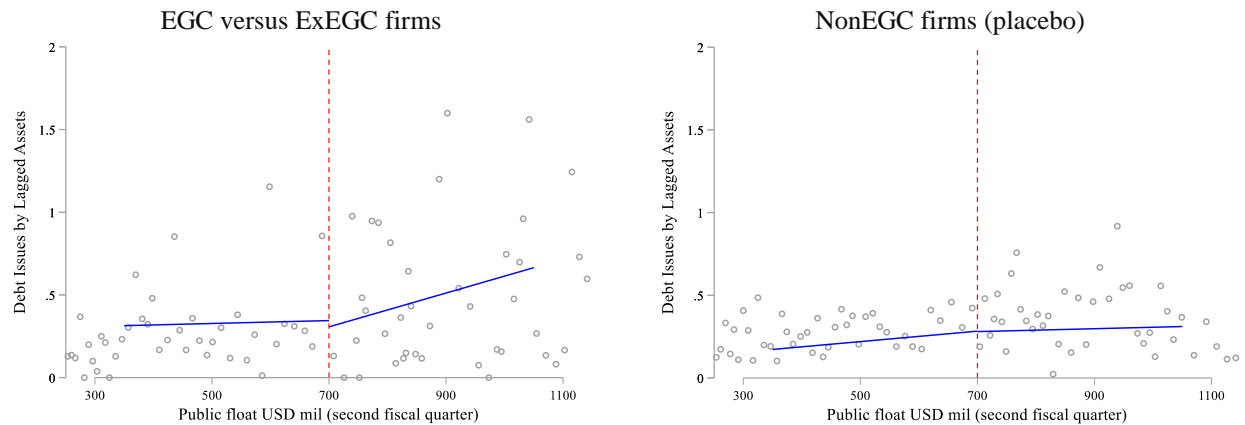 EGC versus ExEGC firms
2
1.5
1
.5
0
Debt Issues by Lagged Assets
300 500 700 900 1100
Public float USD mil (second fiscal quarter)
NonEGC firms (placebo)
2
1.5
1
.5
0
Debt Issues by Lagged Assets
300 500 700 900 1100
Public float USD mil (second fiscal quarter)